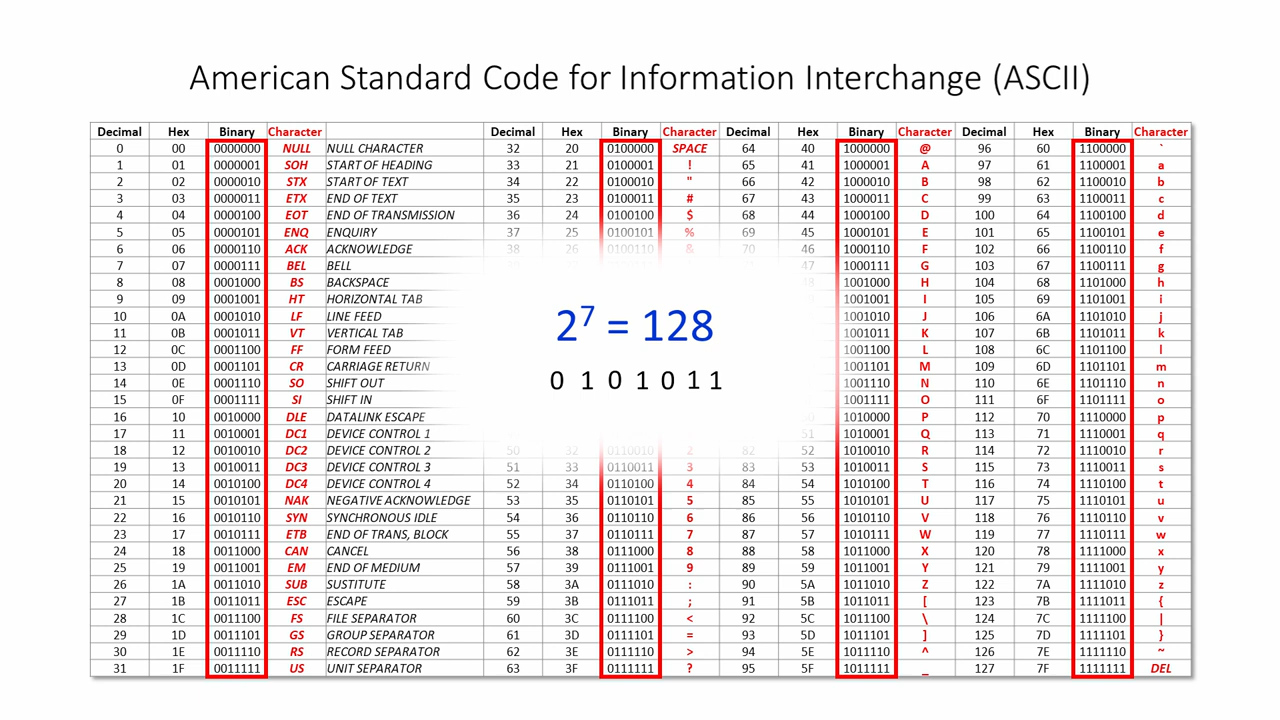 American Standard Code for Information Interchange (ASCII)
Decimal Hex Binary Character Decimal Hex Binary Character Decimal Hex Binary Character Decimal Hex Binary Character
0 00 0000000 NULL NULL CHARACTER 32 20 0100000 SPACE 64 40 1000000 @ 96 60 1100000 `
1 01 0000001 SOH START OF HEADING 33 21 0100001 ! 65 41 1000001 A 97 61 1100001 a
2 02 0000010 STX START OF TEXT 34 22 0100010 " 66 42 1000010 B 98 62 1100010 b
3 03 0000011 ETX END OF TEXT 35 23 0100011 # 67 43 1000011 C 99 63 1100011 c
4 04 0000100 EOT END OF TRANSMISSION 36 24 0100100 $ 68 44 1000100 D 100 64 1100100 d
5 05 0000101 ENQ ENQUIRY 37 25 0100101 % 69 45 1000101 E 101 65 1100101 e
6 06 0000110 ACK ACKNOWLEDGE 38 26 0100110 & 70 46 1000110 F 102 66 1100110 f
7 07 0000111 BEL BELL 47 1000111 G 103 67 1100111 g
8 08 0001000 BS BACKSPACE 1001000 H 104 68 1101000 h
9 09 0001001 HT HORIZONTAL TAB 1001001 I 105 69 1101001 i
10 0A 0001010 LF LINE FEED 1001010 J 106 6A 1101010 j
11 0B 0001011 VT VERTICAL TAB 1001011 K 107 6B 1101011 k
12 0C 0001100 FF FORM FEED 1001100 L 108 6C 1101100 l
13 0D 0001101 CR CARRIAGE RETURN 1001101 M 109 6D 1101101 m
14 0E 0001110 SO SHIFT OUT 1001110 N 110 6E 1101110 n
15 0F 0001111 SI SHIFT IN 1001111 O 111 6F 1101111 o
16 10 0010000 DLE DATALINK ESCAPE 1010000 P 112 70 1110000 p
17 11 0010001 DC1 DEVICE CONTROL 1 51 1010001 Q 113 71 1110001 q
18 12 0010010 DC2 DEVICE CONTROL 2 50 32 0110010 2 82 52 1010010 R 114 72 1110010 r
19 13 0010011 DC3 DEVICE CONTROL 3 51 33 0110011 3 83 53 1010011 S 115 73 1110011 s
20 14 0010100 DC4 DEVICE CONTROL 4 52 34 0110100 4 84 54 1010100 T 116 74 1110100 t
21 15 0010101 NAK NEGATIVE ACKNOWLEDGE 53 35 0110101 5 85 55 1010101 U 117 75 1110101 u
22 16 0010110 SYN SYNCHRONOUS IDLE 54 36 0110110 6 86 56 1010110 V 118 76 1110110 v
23 17 0010111 ETB END OF TRANS, BLOCK 55 37 0110111 7 87 57 1010111 W 119 77 1110111 w
24 18 0011000 CAN CANCEL 56 38 0111000 8 88 58 1011000 X 120 78 1111000 x
25 19 0011001 EM END OF MEDIUM 57 39 0111001 9 89 59 1011001 Y 121 79 1111001 y
26 1A 0011010 SUB SUSTITUTE 58 3A 0111010 : 90 5A 1011010 Z 122 7A 1111010 z
27 1B 0011011 ESC ESCAPE 59 3B 0111011 ; 91 5B 1011011 [ 123 7B 1111011 {
28 1C 0011100 FS FILE SEPARATOR 60 3C 0111100 < 92 5C 1011100 \ 124 7C 1111100 |
29 1D 0011101 GS GROUP SEPARATOR 61 3D 0111101 = 93 5D 1011101 ] 125 7D 1111101 }
30 1E 0011110 RS RECORD SEPARATOR 62 3E 0111110 > 94 5E 1011110 ^ 126 7E 1111110 ~
31 1F 0011111 US UNIT SEPARATOR 63 3F 0111111 ? 95 5F 1011111 _ 127 7F 1111111 DEL
2⁷ = 128
0 1 0 1 0 1 1